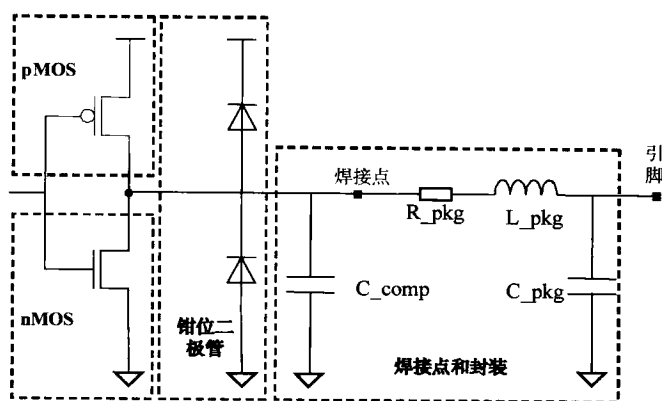 pMOS
引
脚
焊接点
R_pkg
L_pkg
C_comp
C_pkg
nMOS
钳位二
极管
焊接点和封装